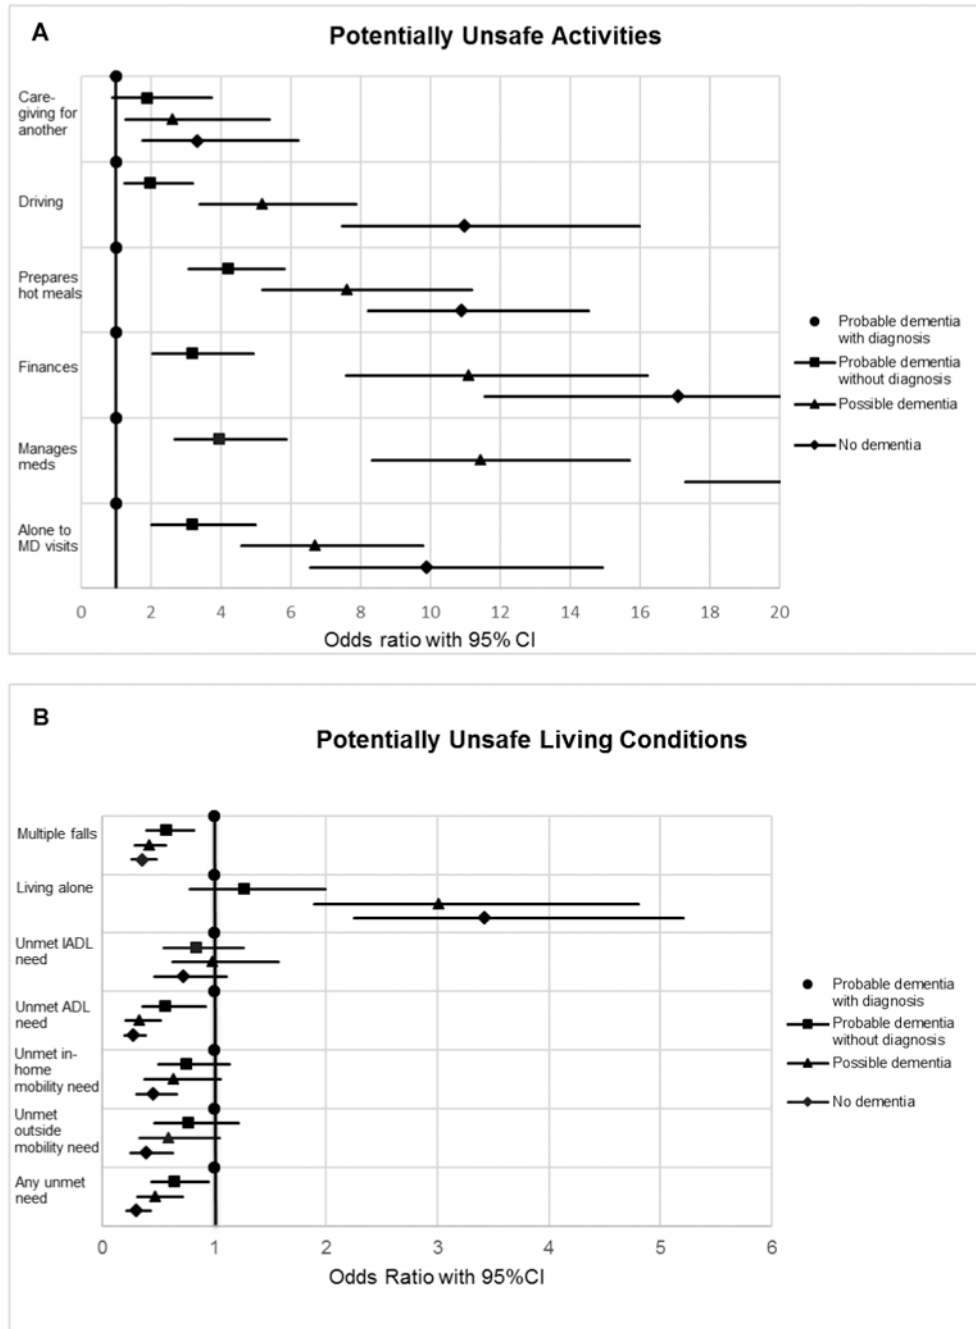 A
Potentially Unsafe Activities
Care-
giving for
another
Driving
Prepares
hot meals
Finances
Manages
meds
Alone to
MD visits
0 2 4 6 8 10 12 14 16 18 20
Odds ratio with 95% CI
Probable dementia
with diagnosis
Probable dementia
without diagnosis
Possible dementia
No dementia
B
Potentially Unsafe Living Conditions
Multiple falls
Living alone
Unmet IADL
need
Unmet ADL
need
Unmet in-
home
mobility need
Unmet
outside
mobility need
Any unmet
need
0 1 2 3 4 5 6
Odds Ratio with 95%CI
Probable dementia
with diagnosis
Probable dementia
without diagnosis
Possible dementia
No dementia